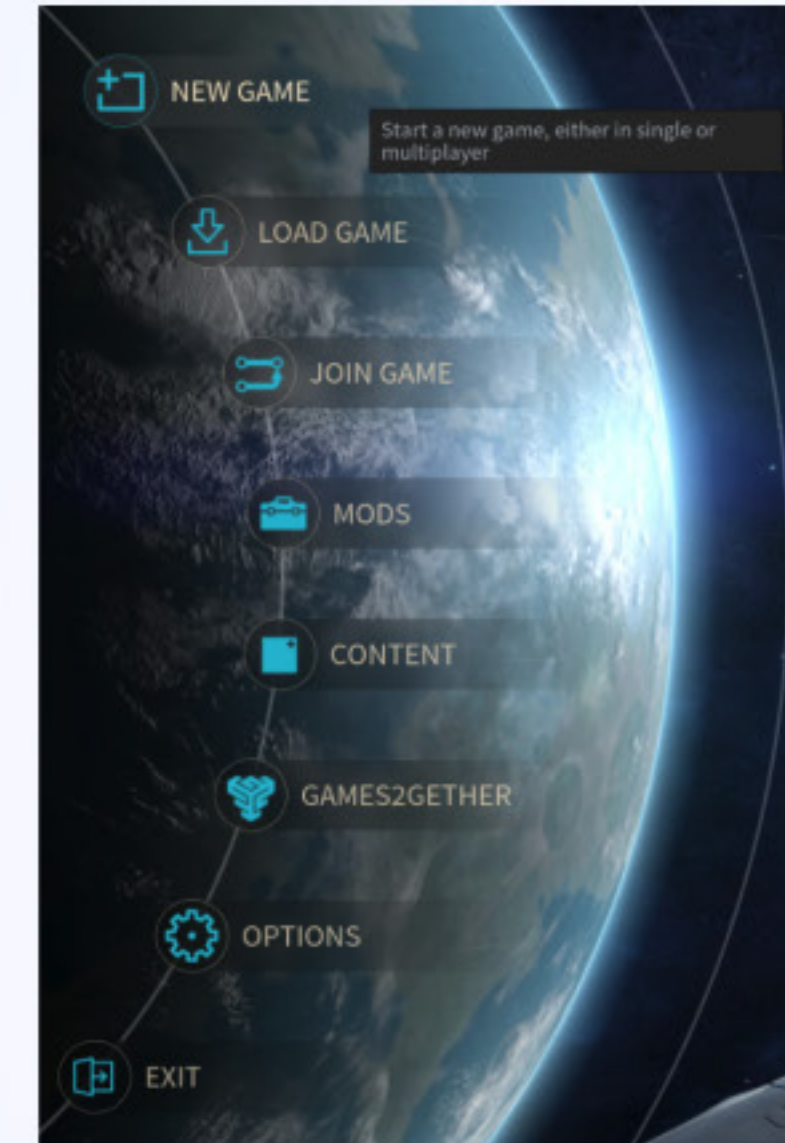 NEW GAME
Start a new game, either in single or
multiplayer
LOAD GAME
JOIN GAME
MODS
CONTENT
GAMES2GETHER
OPTIONS
EXIT